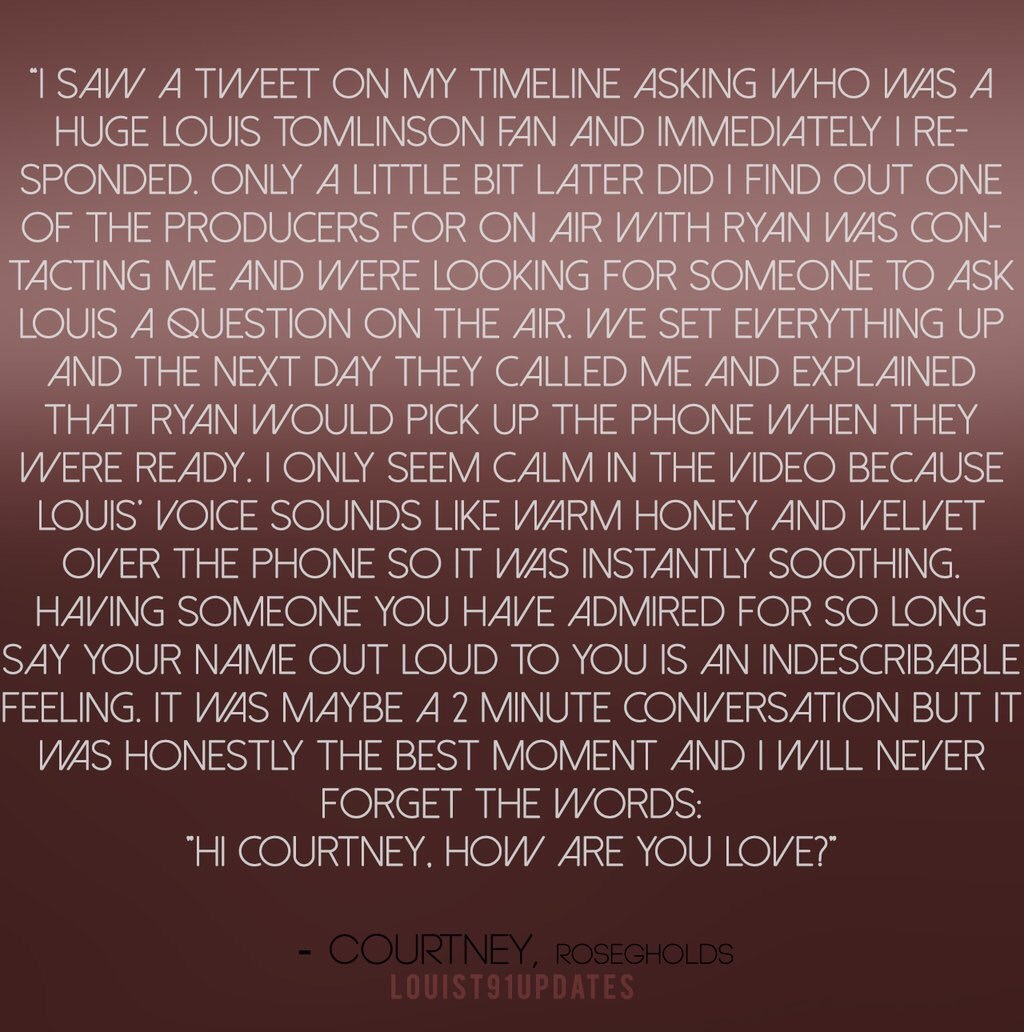 "I SAW A TWEET ON MY TIMELINE ASKING WHO WAS A
HUGE LOUIS TOMLINSON FAN AND IMMEDIATELY I RE-
SPONDED. ONLY A LITTLE BIT LATER DID I FIND OUT ONE
OF THE PRODUCERS FOR ON AIR WITH RYAN WAS CON-
TACTING ME AND WERE LOOKING FOR SOMEONE TO ASK
LOUIS A QUESTION ON THE AIR. WE SET EVERYTHING UP
AND THE NEXT DAY THEY CALLED ME AND EXPLAINED
THAT RYAN WOULD PICK UP THE PHONE WHEN THEY
WERE READY. I ONLY SEEM CALM IN THE VIDEO BECAUSE
LOUIS' VOICE SOUNDS LIKE WARM HONEY AND VELVET
OVER THE PHONE SO IT WAS INSTANTLY SOOTHING.
HAVING SOMEONE YOU HAVE ADMIRED FOR SO LONG
SAY YOUR NAME OUT LOUD TO YOU IS AN INDESCRIBABLE
FEELING. IT WAS MAYBE A 2 MINUTE CONVERSATION BUT IT
WAS HONESTLY THE BEST MOMENT AND I WILL NEVER
FORGET THE WORDS:
"HI COURTNEY, HOW ARE YOU LOVE?"
- COURTNEY, ROSEGHOLDS
LOUIST91UPDATES